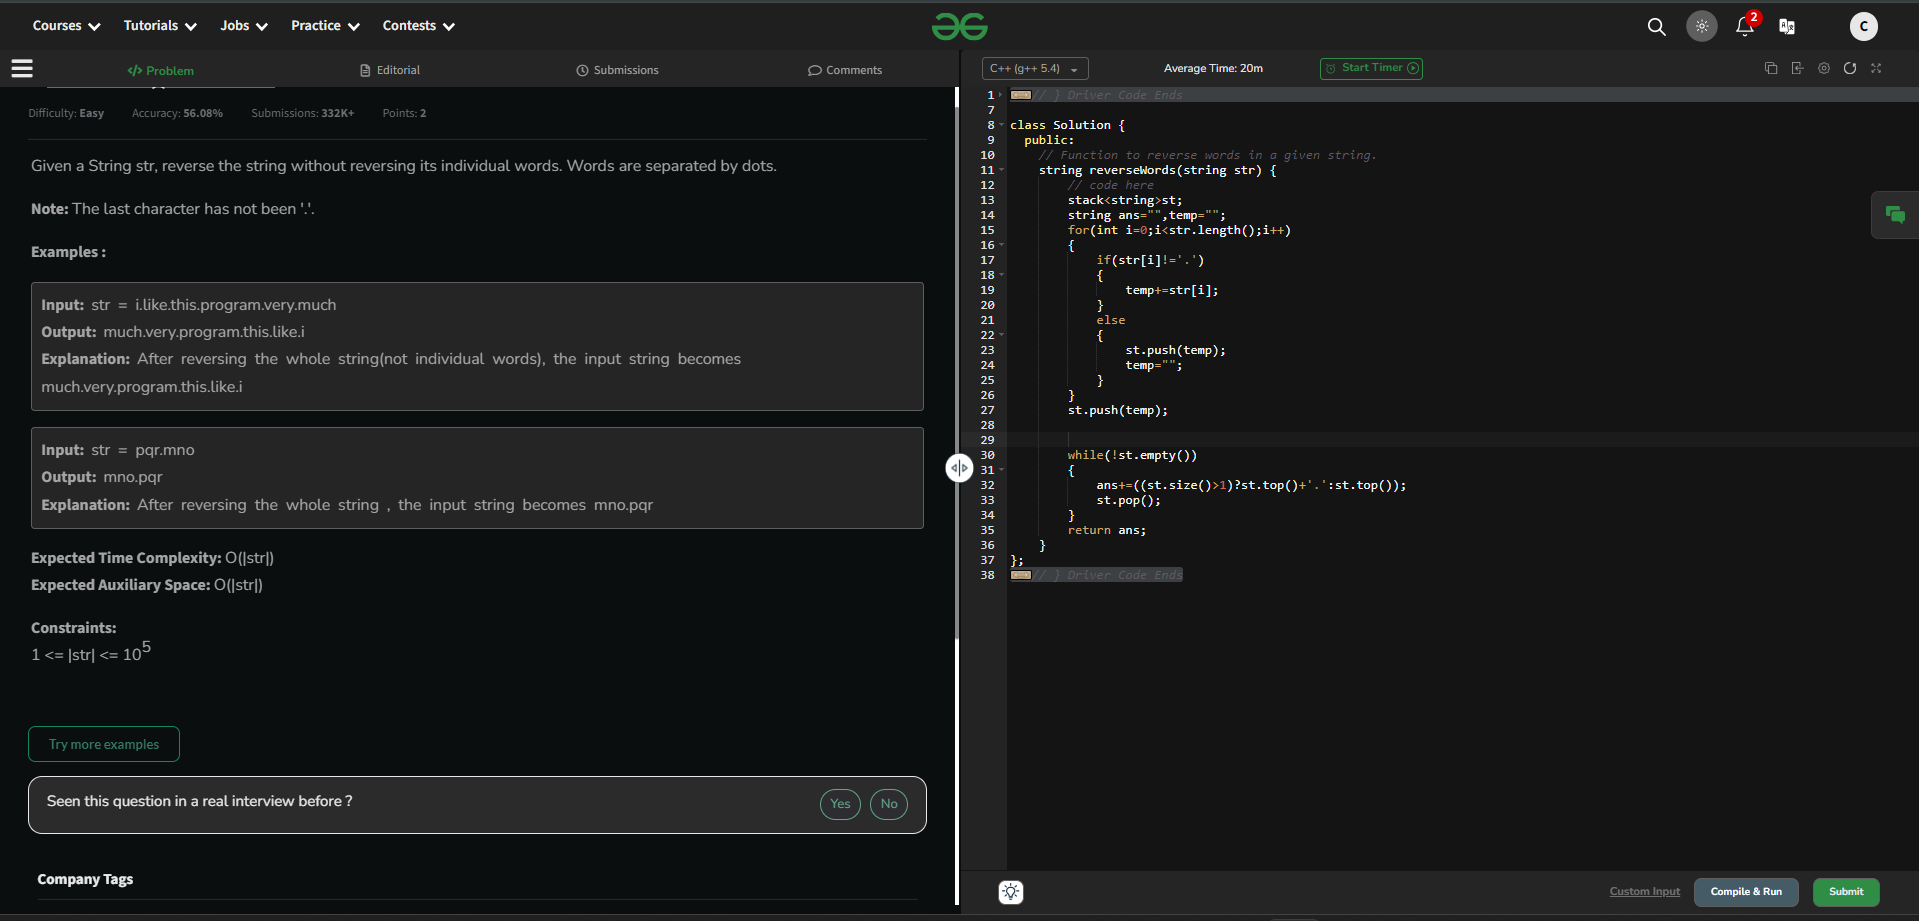 Courses Tutorials Jobs Practice Contests 2 C
Problem Editorial Submissions Comments
Difficulty: Easy Accuracy: 56.08% Submissions: 332K+ Points: 2
Given a String str, reverse the string without reversing its individual words. Words are separated by dots.
Note: The last character has not been '.'.
Examples :
Input: str = i.like.this.program.very.much
Output: much.very.program.this.like.i
Explanation: After reversing the whole string(not individual words), the input string becomes
much.very.program.this.like.i
Input: str = pqr.mno
Output: mno.pqr
Explanation: After reversing the whole string , the input string becomes mno.pqr
Expected Time Complexity: O(|str|)
Expected Auxiliary Space: O(|str|)
Constraints:
1 <= |str| <= 10^5
Try more examples
Seen this question in a real interview before ? Yes No
Company Tags
C++ (g++ 5.4) Average Time: 20m Start Timer
1 // } Driver Code Ends
7
8 class Solution {
9 public:
10 // Function to reverse words in a given string.
11 string reverseWords(string str) {
12 // code here
13 stack<string>st;
14 string ans="",temp="";
15 for(int i=0;i<str.length();i++)
16 {
17 if(str[i]!='.')
18 {
19 temp+=str[i];
20 }
21 else
22 {
23 st.push(temp);
24 temp="";
25 }
26 }
27 st.push(temp);
28
29
30 while(!st.empty())
31 {
32 ans+=((st.size()>1)?st.top()+'.':st.top());
33 st.pop();
34 }
35 return ans;
36 }
37 };
38 // } Driver Code Ends
Custom Input Compile & Run Submit